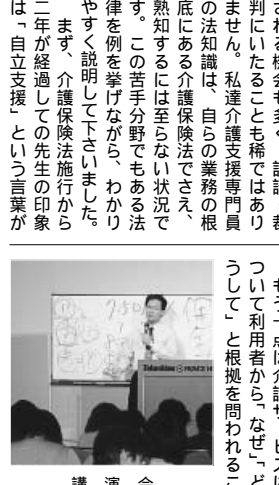 される機会も多く、訴訟、裁
判にいたることも稀ではあり
ません。私達介護支援専門員
の法知識は、自らの業務の根
底にある介護保険法でさえ、
熟知するには至らない状況で
す。この苦手分野でもある法
律を例を挙げながら、わかり
やすく説明して下さいました。
まず、介護保険法施行から
二年が経過しての先生の印象
は「自立支援」という言葉が
もう一点は介護サービスに
ついて利用者から「なぜ」、「ど
うして」と根拠を問われるこ
7.50
PRINCE H
講演会